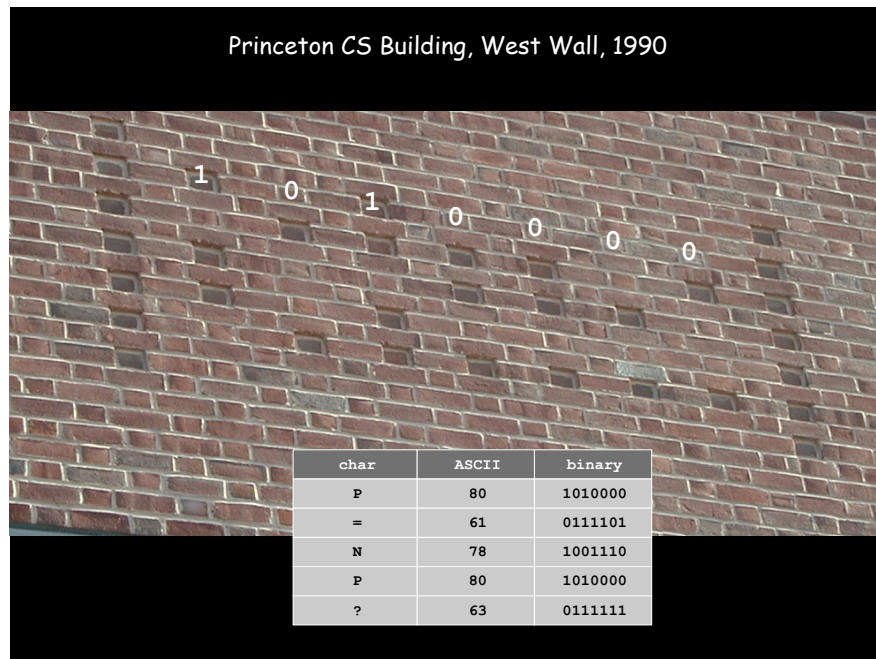 Princeton CS Building, West Wall, 1990
1 0 1 0 0 0 0
char ASCII binary
P 80 1010000
= 61 0111101
N 78 1001110
P 80 1010000
? 63 0111111